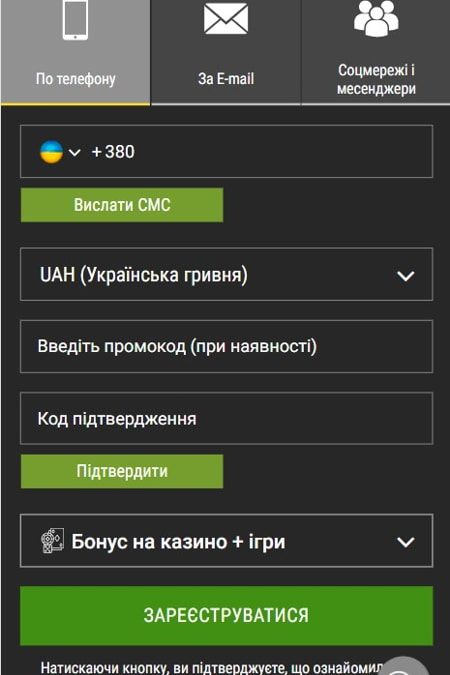 По телефону
За E-mail
Соцмережі і
месенджери
+380
Вислати СМС
UAH (Українська гривня)
Введіть промокод (при наявності)
Код підтвердження
Підтвердити
Бонус на казино + ігри
ЗАРЕЄСТРУВАТИСЯ
Натискаючи кнопку, ви підтверджуєте, що ознайомил